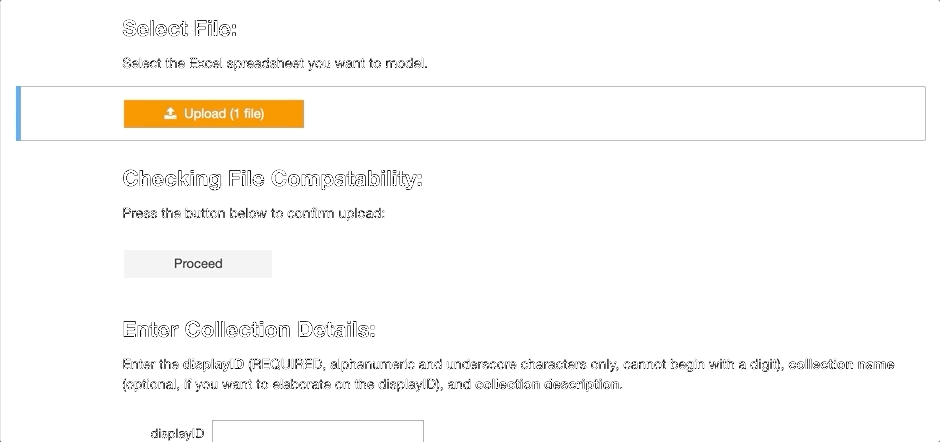 Select File:
Select the Excel spreadsheet you want to model.
Upload (1 file)
Checking File Compatability:
Press the button below to confirm upload:
Proceed
Enter Collection Details:
Enter the displayID (REQUIRED, alphanumeric and underscore characters only, cannot begin with a digit), collection name
(optional, if you want to elaborate on the displayID), and collection description.
displayID